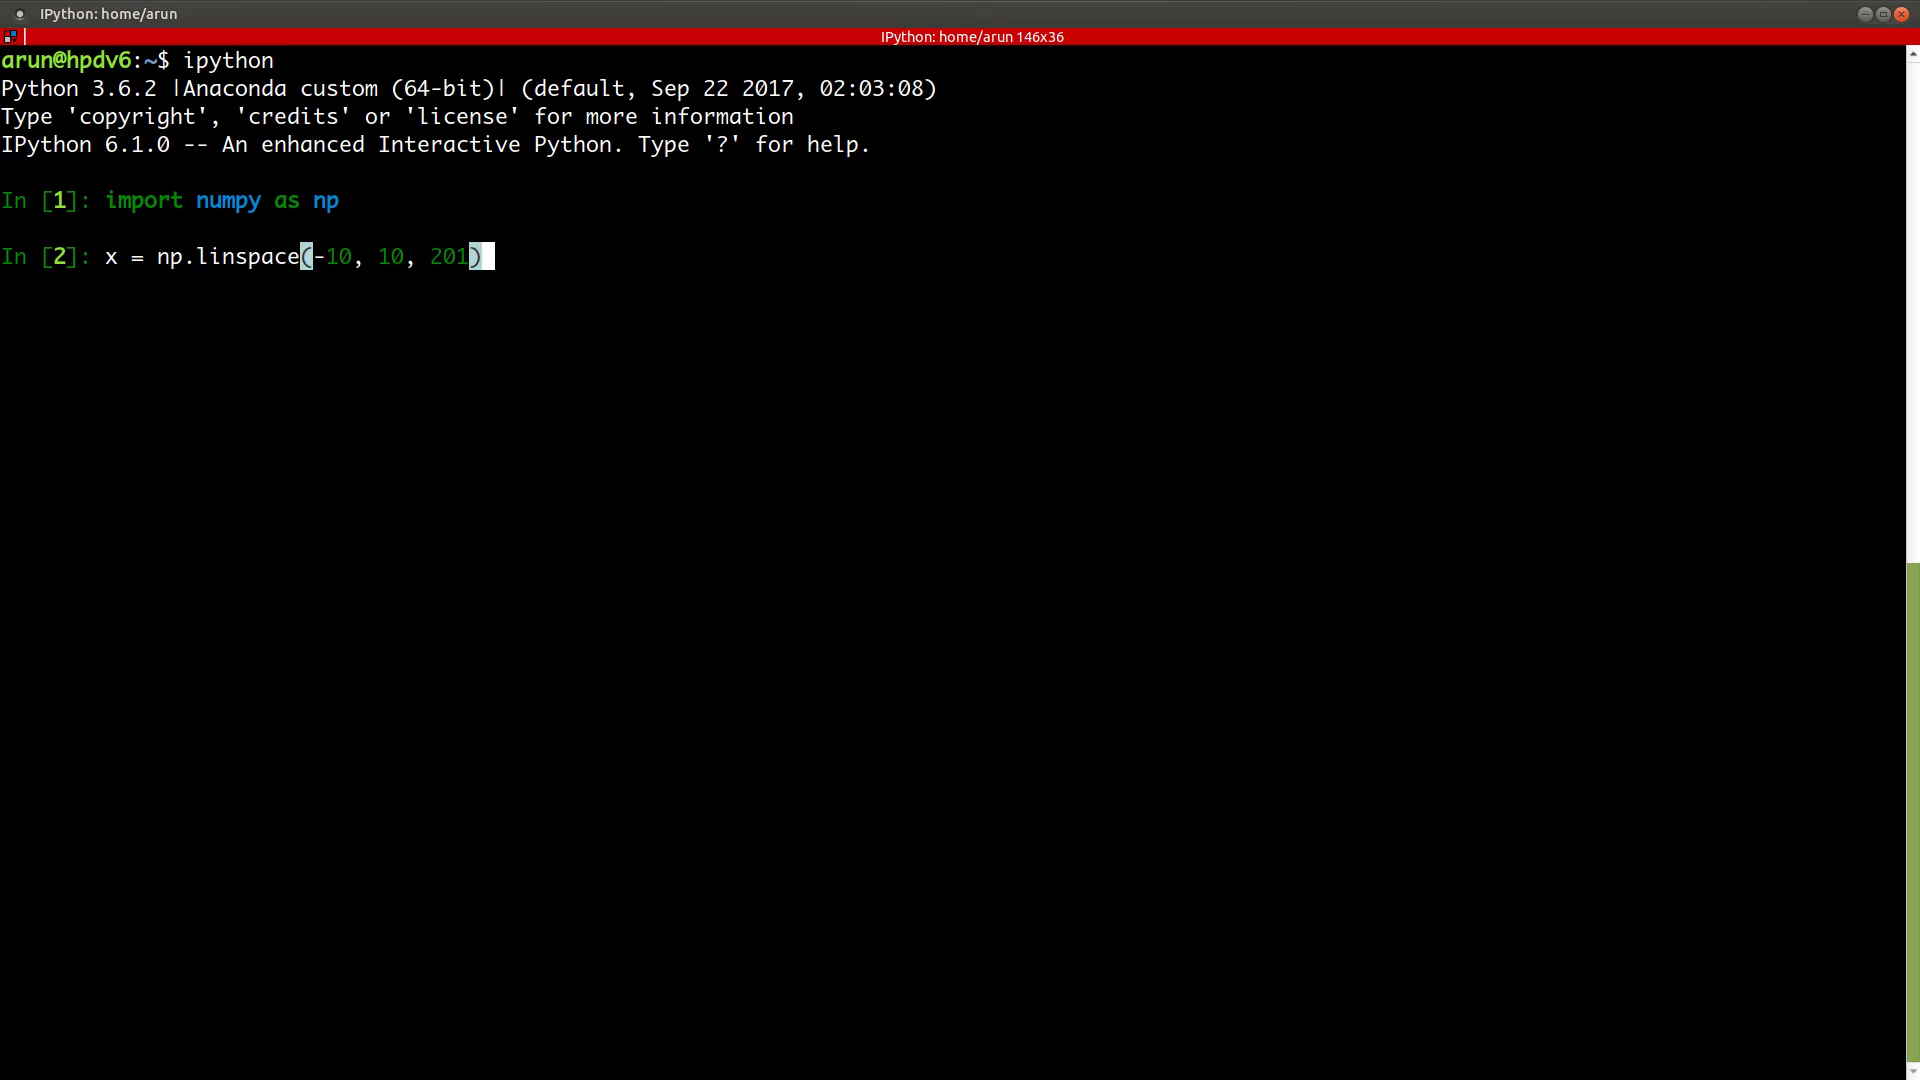 IPython: home/arun
IPython: home/arun 146x36
arun@hpdv6:~$ ipython
Python 3.6.2 |Anaconda custom (64-bit)| (default, Sep 22 2017, 02:03:08)
Type 'copyright', 'credits' or 'license' for more information
IPython 6.1.0 -- An enhanced Interactive Python. Type '?' for help.
In [1]: import numpy as np
In [2]: x = np.linspace(-10, 10, 201)